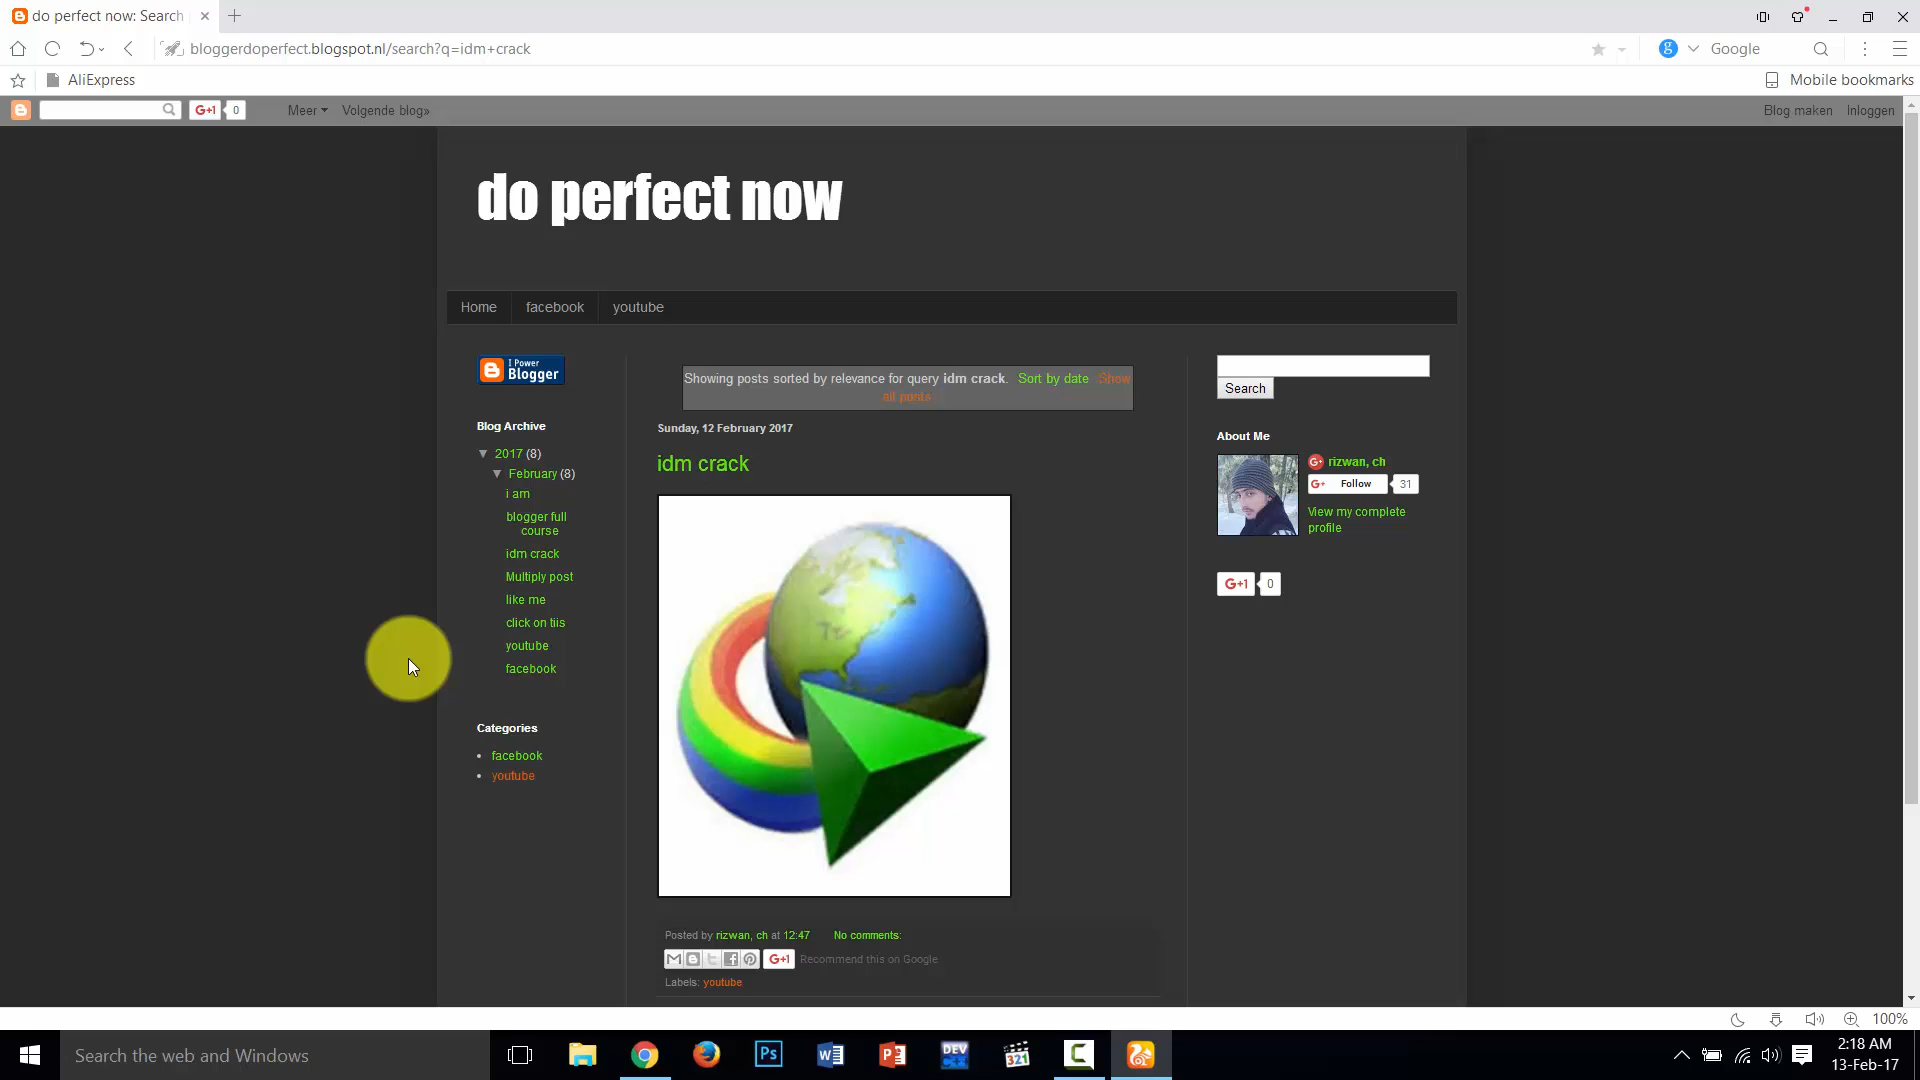 do perfect now: Search
bloggerdoperfect.blogspot.nl/search?q=idm+crack
Google
AliExpress
Mobile bookmarks
G+1 0 Meer Volgende blog» Blog maken Inloggen
do perfect now
Home facebook youtube
I Power
Blogger
Blog Archive
▼ 2017 (8)
▼ February (8)
i am
blogger full
course
idm crack
Multiply post
like me
click on tiis
youtube
facebook
Categories
facebook
youtube
Showing posts sorted by relevance for query idm crack. Sort by date Show
all posts
Sunday, 12 February 2017
idm crack
Posted by rizwan, ch at 12:47 No comments:
G+1 Recommend this on Google
Labels: youtube
Search
About Me
G+ rizwan, ch
G+ Follow 31
View my complete
profile
G+1 0
100%
Search the web and Windows
Ps
DEV
C++
321
2:18 AM
13-Feb-17